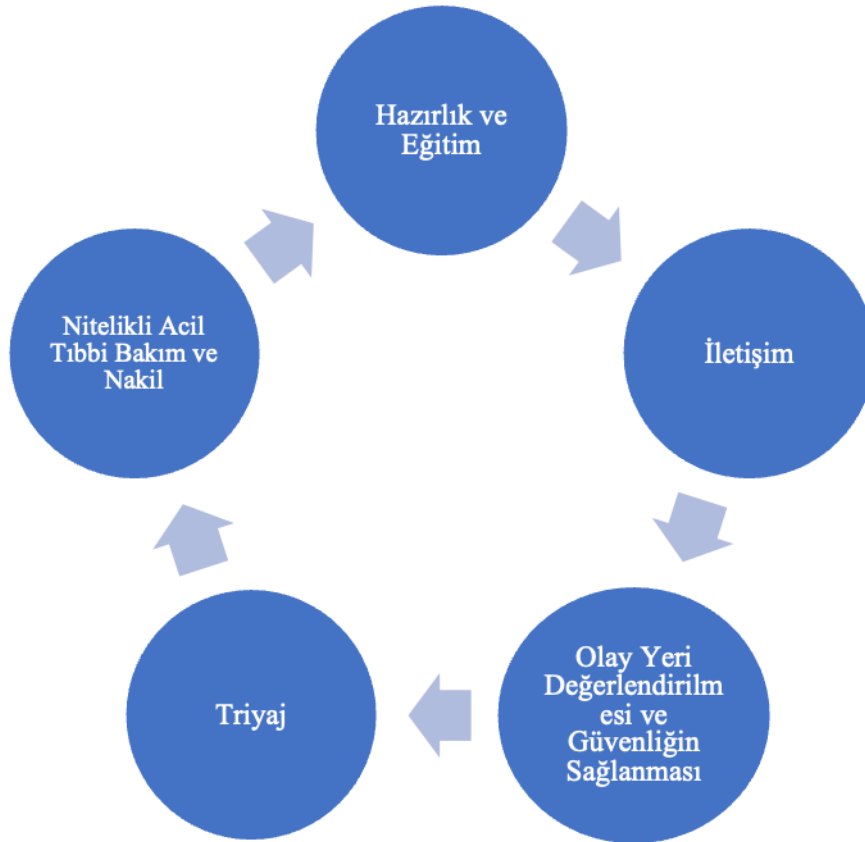 Hazırlık ve
Eğitim
İletişim
Olay Yeri
Değerlendirilm
esi ve
Güvenliğin
Sağlanması
Triyaj
Nitelikli Acil
Tıbbi Bakım ve
Nakil